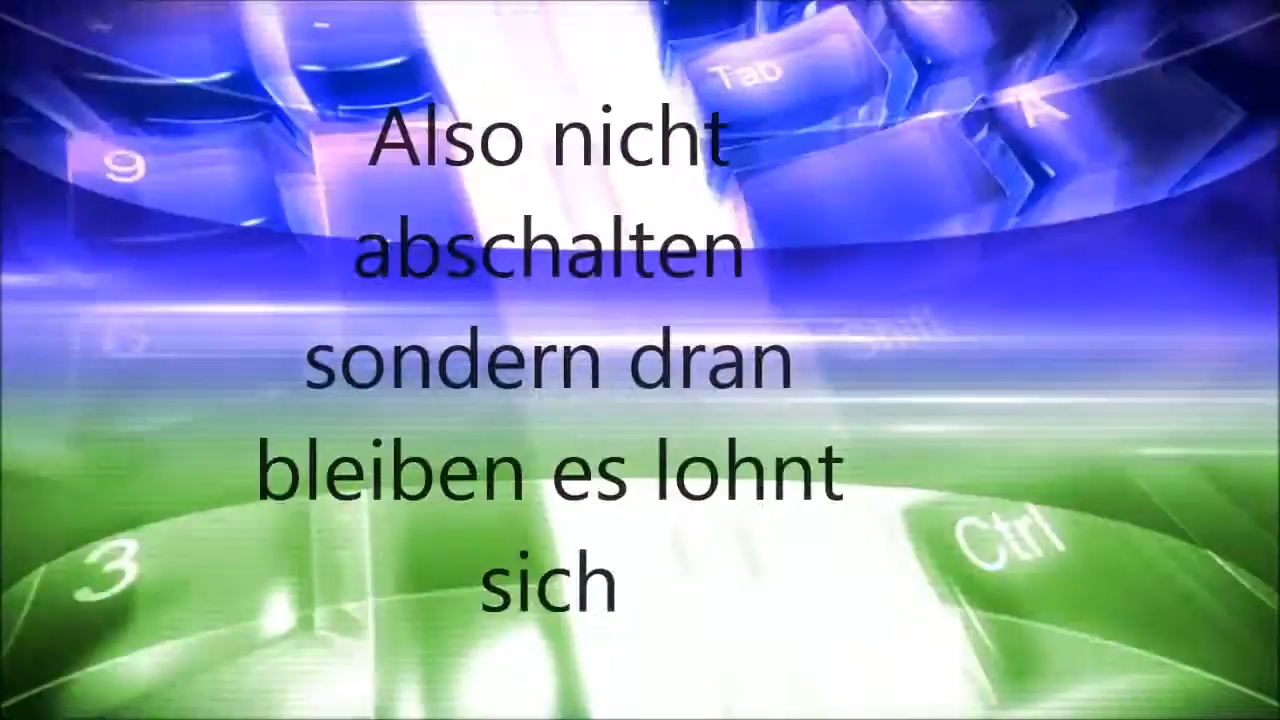 Tab
K
9
Also nicht
abschalten
sondern dran
bleiben es lohnt
sich
3
Ctrl